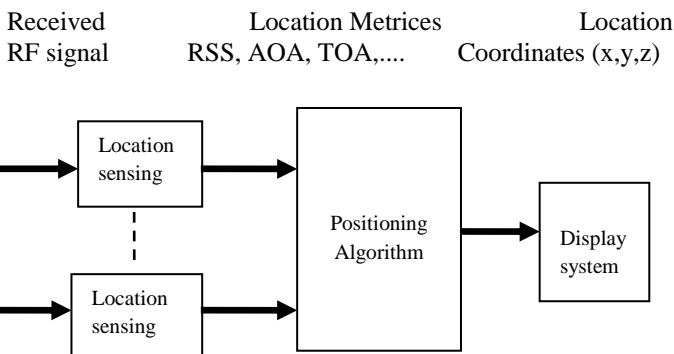 Received Location Metrices Location
RF signal RSS, AOA, TOA,.... Coordinates (x,y,z)
Location
sensing
Positioning
Algorithm
Display
system
Location
sensing